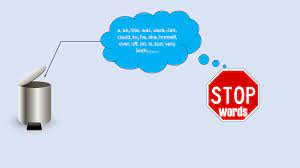 a, an, the, was, were, can,
could, to, he, she, himself,
over, off, on, is, too, very,
both,.......
STOP
words